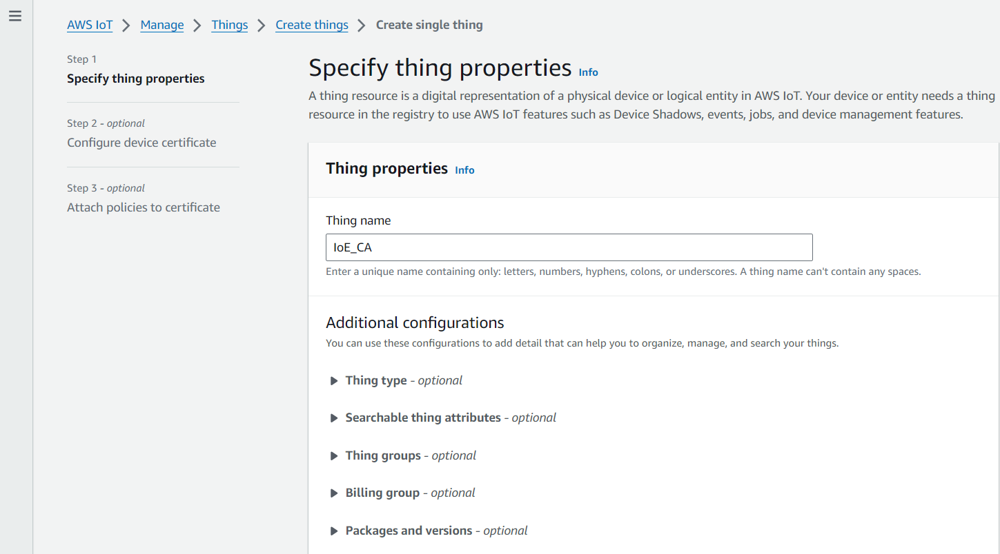 AWS IoT > Manage > Things > Create things > Create single thing
Step 1
Specify thing properties
Step 2 - optional
Configure device certificate
Step 3 - optional
Attach policies to certificate
Specify thing properties Info
A thing resource is a digital representation of a physical device or logical entity in AWS IoT. Your device or entity needs a thing
resource in the registry to use AWS IoT features such as Device Shadows, events, jobs, and device management features.
Thing properties Info
Thing name
IoE_CA
Enter a unique name containing only: letters, numbers, hyphens, colons, or underscores. A thing name can't contain any spaces.
Additional configurations
You can use these configurations to add detail that can help you to organize, manage, and search your things.
Thing type - optional
Searchable thing attributes - optional
Thing groups - optional
Billing group - optional
Packages and versions - optional